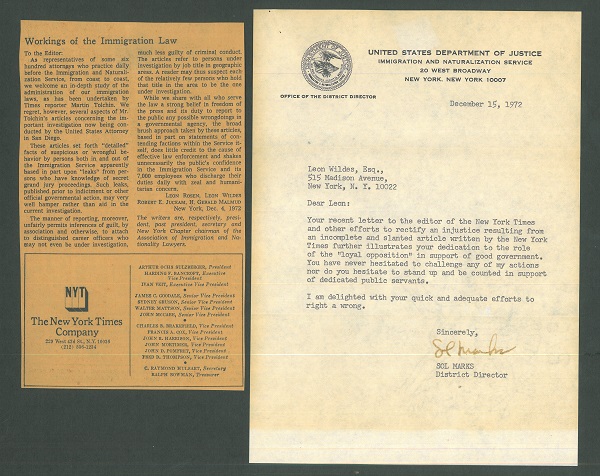 Workings of the Immigration Law
To the Editor:
As representatives of some six
hundred attorneys who practice daily
before the Immigration and Naturali-
zation Service, from coast to coast,
we welcome an in-depth study of the
administration of our immigration
laws, as has been undertaken by
Times reporter Martin Tolchin. We
regret, however, several aspects of Mr.
Tolchin's articles concerning the im-
portant investigation now being con-
ducted by the United States Attorney
in San Diego.
These articles set forth "detailed"
facts of suspicious or wrongful be-
havior by persons both in and out of
the Immigration Service apparently
based in part upon "leaks" from per-
sons who have knowledge of secret
grand jury proceedings. Such leaks,
published prior to indictment or other
official governmental action, may very
well hamper rather than aid in the
current investigation.
The manner of reporting, moreover,
unfairly permits inferences of guilt, by
association and otherwise, to attach
to distinguished career officers who
may not even be under investigation,
much less guilty of criminal conduct.
The articles refer to persons under
investigation by job title in geographic
areas. A reader may thus suspect each
of the relatively few persons who hold
that title in the area to be the one
under investigation.
While we share with all who serve
the law a strong belief in freedom of
the press and its duty to report to
the public any possible wrongdoings in
a governmental agency, the broad
brush approach taken by these articles,
based in part on statements of con-
tending factions within the Service it-
self, does little credit to the cause of
effective law enforcement and shakes
unnecessarily the public's confidence
in the Immigration Service and its
7,000 employees who discharge their
duties daily with zeal and humani-
tarian concern.
LEON ROSEN, LEON WILDES
ROBERT E. JUCEAM, H. GERALD MALMUD
New York, Dec. 4, 1972
The writers are, respectively, presi-
dent, past president, secretary and
New York Chapter chairman of the
Association of Immigration and Na-
tionality Lawyers.
NYT
The New York Times
Company
229 West 43d St., N.Y. 10036
(212) 556-1234
ARTHUR OCHS SULZBERGER, President
HARDING F. BANCROFT, Executive
Vice President
IVAN VEIT, Executive Vice President
JAMES C. GOODALE, Senior Vice President
SYDNEY GRUSON, Senior Vice President
WALTER MATTSON, Senior Vice President
JOHN MCCABE, Senior Vice President
CHARLES B. BRAKEFIELD, Vice President
FRANCIS A. COX, Vice President
JOHN R. HARRISON, Vice President
JOHN MORTIMER, Vice President
JOHN D. POMFRET, Vice President
FRED D. THOMPSON, Vice President
C. RAYMOND HULSART, Secretary
RALPH BOWMAN, Treasurer
UNITED STATES DEPARTMENT OF JUSTICE
IMMIGRATION AND NATURALIZATION SERVICE
20 WEST BROADWAY
NEW YORK, NEW YORK 10007
OFFICE OF THE DISTRICT DIRECTOR
December 15, 1972
Leon Wildes, Esq.,
515 Madison Avenue,
New York, N. Y. 10022
Dear Leon:
Your recent letter to the editor of the New York Times
and other efforts to rectify an injustice resulting from
an incomplete and slanted article written by the New York
Times further illustrates your dedication to the role
of the "loyal opposition" in support of good government.
You have never hesitated to challenge any of my actions
nor do you hesitate to stand up and be counted in support
of dedicated public servants.
I am delighted with your quick and adequate efforts to
right a wrong.
Sincerely,
Sol Marks
SOL MARKS
District Director